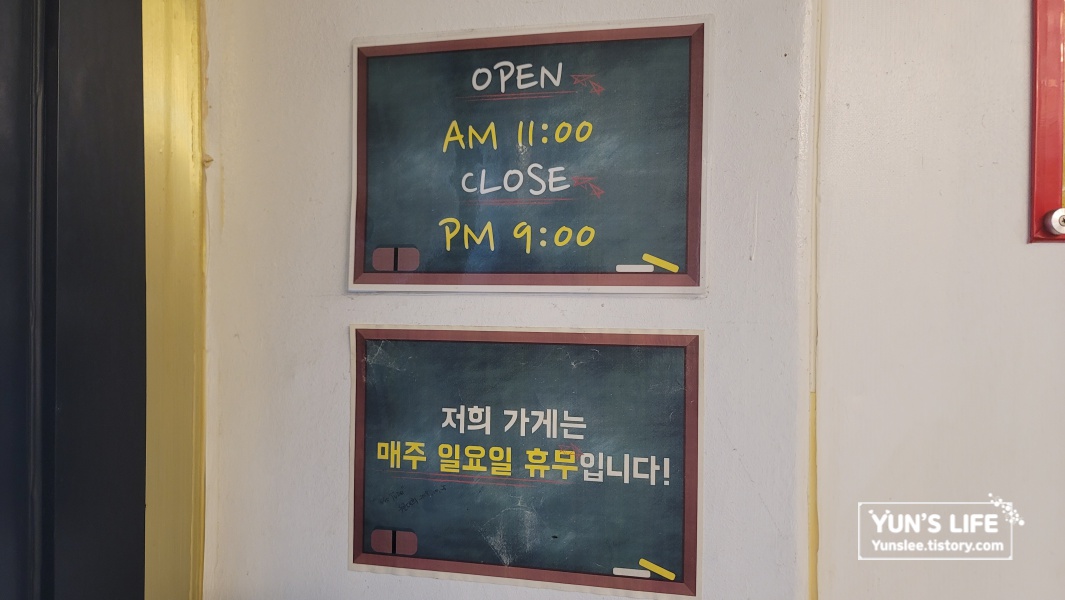 OPEN
AM 11:00
CLOSE
PM 9:00
저희 가게는
매주 일요일 휴무입니다!
YUN'S LIFE
Yunslee.tistory.com